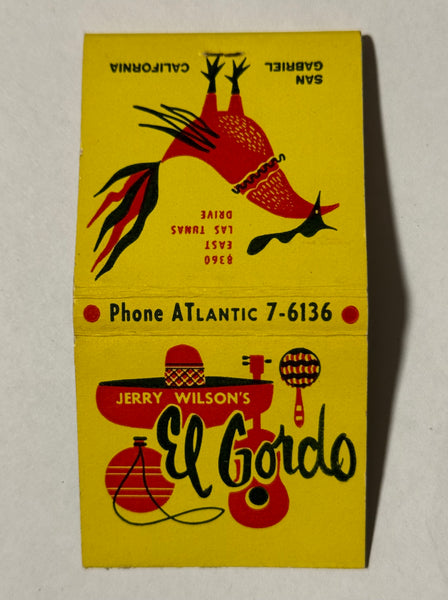 SAN
GABRIEL
CALIFORNIA
8360
EAST
LAS TUNAS
DRIVE
Phone ATLANTIC 7-6136
JERRY WILSON'S
El Gordo